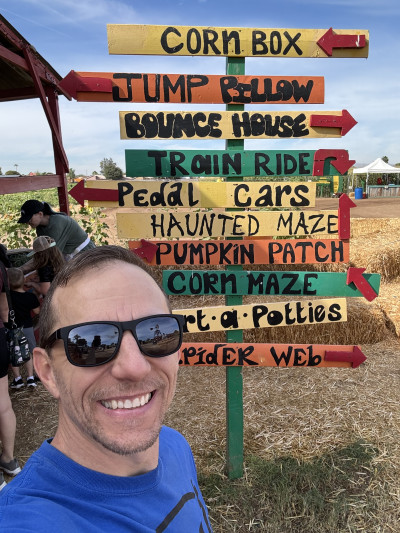 CORN BOX
JUMP PILLOW
BOUNCE HOUSE
TRAIN RIDE
PEDAL CARS
HAUNTED MAZE
PUMPKIN PATCH
CORN MAZE
rt•a•Potties
PIDER WEB